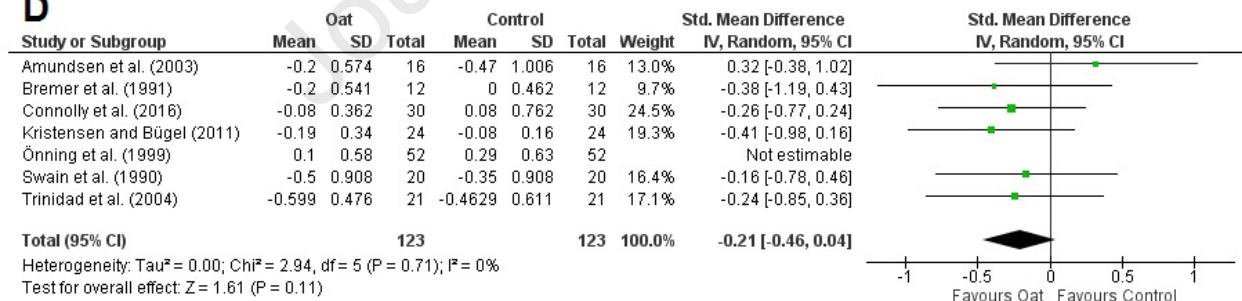 D
Oat Control Std. Mean Difference Std. Mean Difference
Study or Subgroup Mean SD Total Mean SD Total Weight IV, Random, 95% CI IV, Random, 95% CI
Amundsen et al. (2003) -0.2 0.574 16 -0.47 1.006 16 13.0% 0.32 [-0.38, 1.02]
Bremer et al. (1991) -0.2 0.541 12 0 0.462 12 9.7% -0.38 [-1.19, 0.43]
Connolly et al. (2016) -0.08 0.362 30 0.08 0.762 30 24.5% -0.26 [-0.77, 0.24]
Kristensen and Bügel (2011) -0.19 0.34 24 -0.08 0.16 24 19.3% -0.41 [-0.98, 0.16]
Önning et al. (1999) 0.1 0.58 52 0.29 0.63 52 Not estimable
Swain et al. (1990) -0.5 0.908 20 -0.35 0.908 20 16.4% -0.16 [-0.78, 0.46]
Trinidad et al. (2004) -0.599 0.476 21 -0.4629 0.611 21 17.1% -0.24 [-0.85, 0.36]
Total (95% CI) 123 123 100.0% -0.21 [-0.46, 0.04]
Heterogeneity: Tau² = 0.00; Chi² = 2.94, df = 5 (P = 0.71); I² = 0%
Test for overall effect: Z = 1.61 (P = 0.11)
-1 -0.5 0 0.5 1
Favours Oat Favours Control